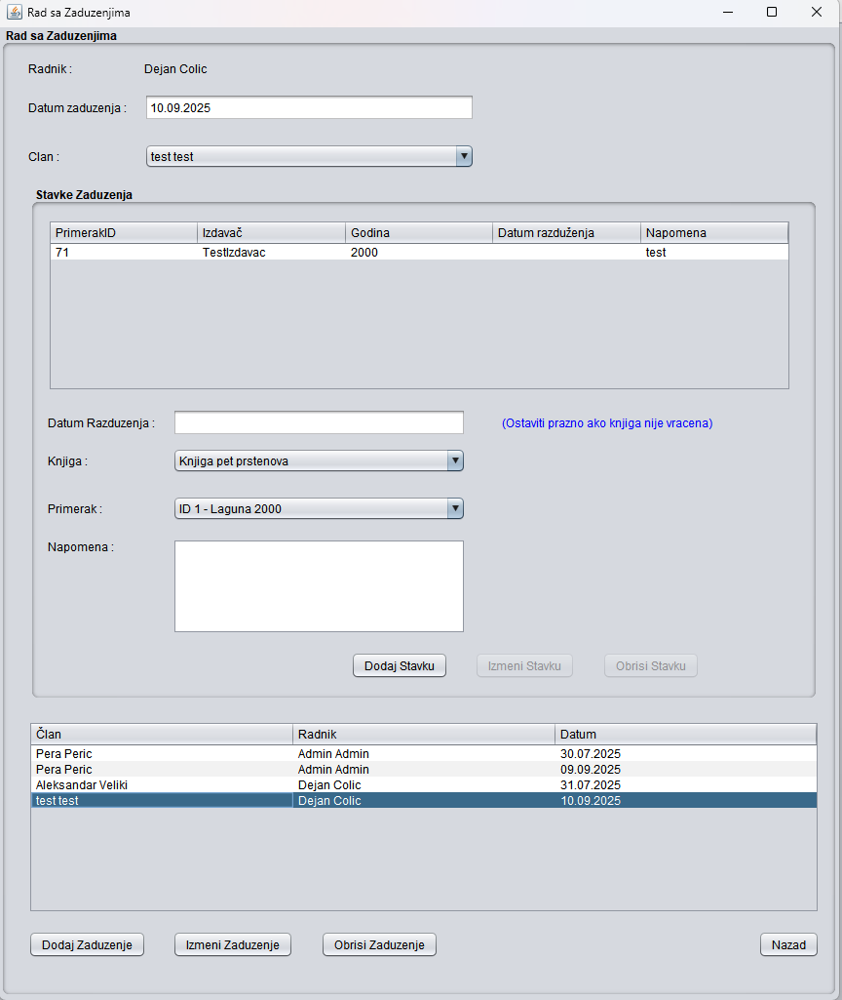 Rad sa Zaduzenjima
Rad sa Zaduzenjima
Radnik : Dejan Colic
Datum zaduzenja : 10.09.2025
Clan : test test
Stavke Zaduzenja
PrimerakID Izdavač Godina Datum razduženja Napomena
71 TestIzdavac 2000 test
Datum Razduzenja : (Ostaviti prazno ako knjiga nije vracena)
Knjiga : Knjiga pet prstenova
Primerak : ID 1 - Laguna 2000
Napomena :
Dodaj Stavku Izmeni Stavku Obrisi Stavku
Član Radnik Datum
Pera Peric Admin Admin 30.07.2025
Pera Peric Admin Admin 09.09.2025
Aleksandar Veliki Dejan Colic 31.07.2025
test test Dejan Colic 10.09.2025
Dodaj Zaduzenje Izmeni Zaduzenje Obrisi Zaduzenje Nazad